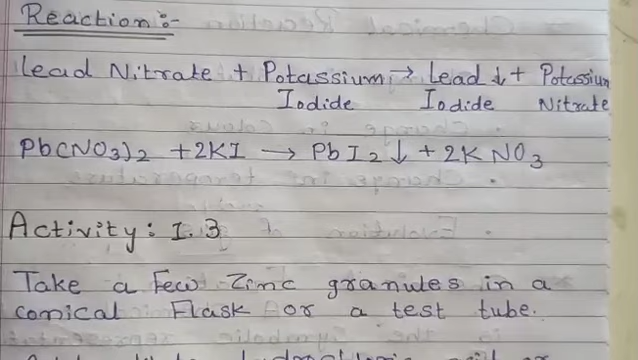 Reaction :-
Lead Nitrate + Potassium → Lead ↓ + Potassium
Iodide Iodide Nitrate
Pb(NO3)2 + 2KI → PbI2 ↓ + 2KNO3
Activity : 1.3
Take a Few Zinc granules in a
conical Flask or a test tube.